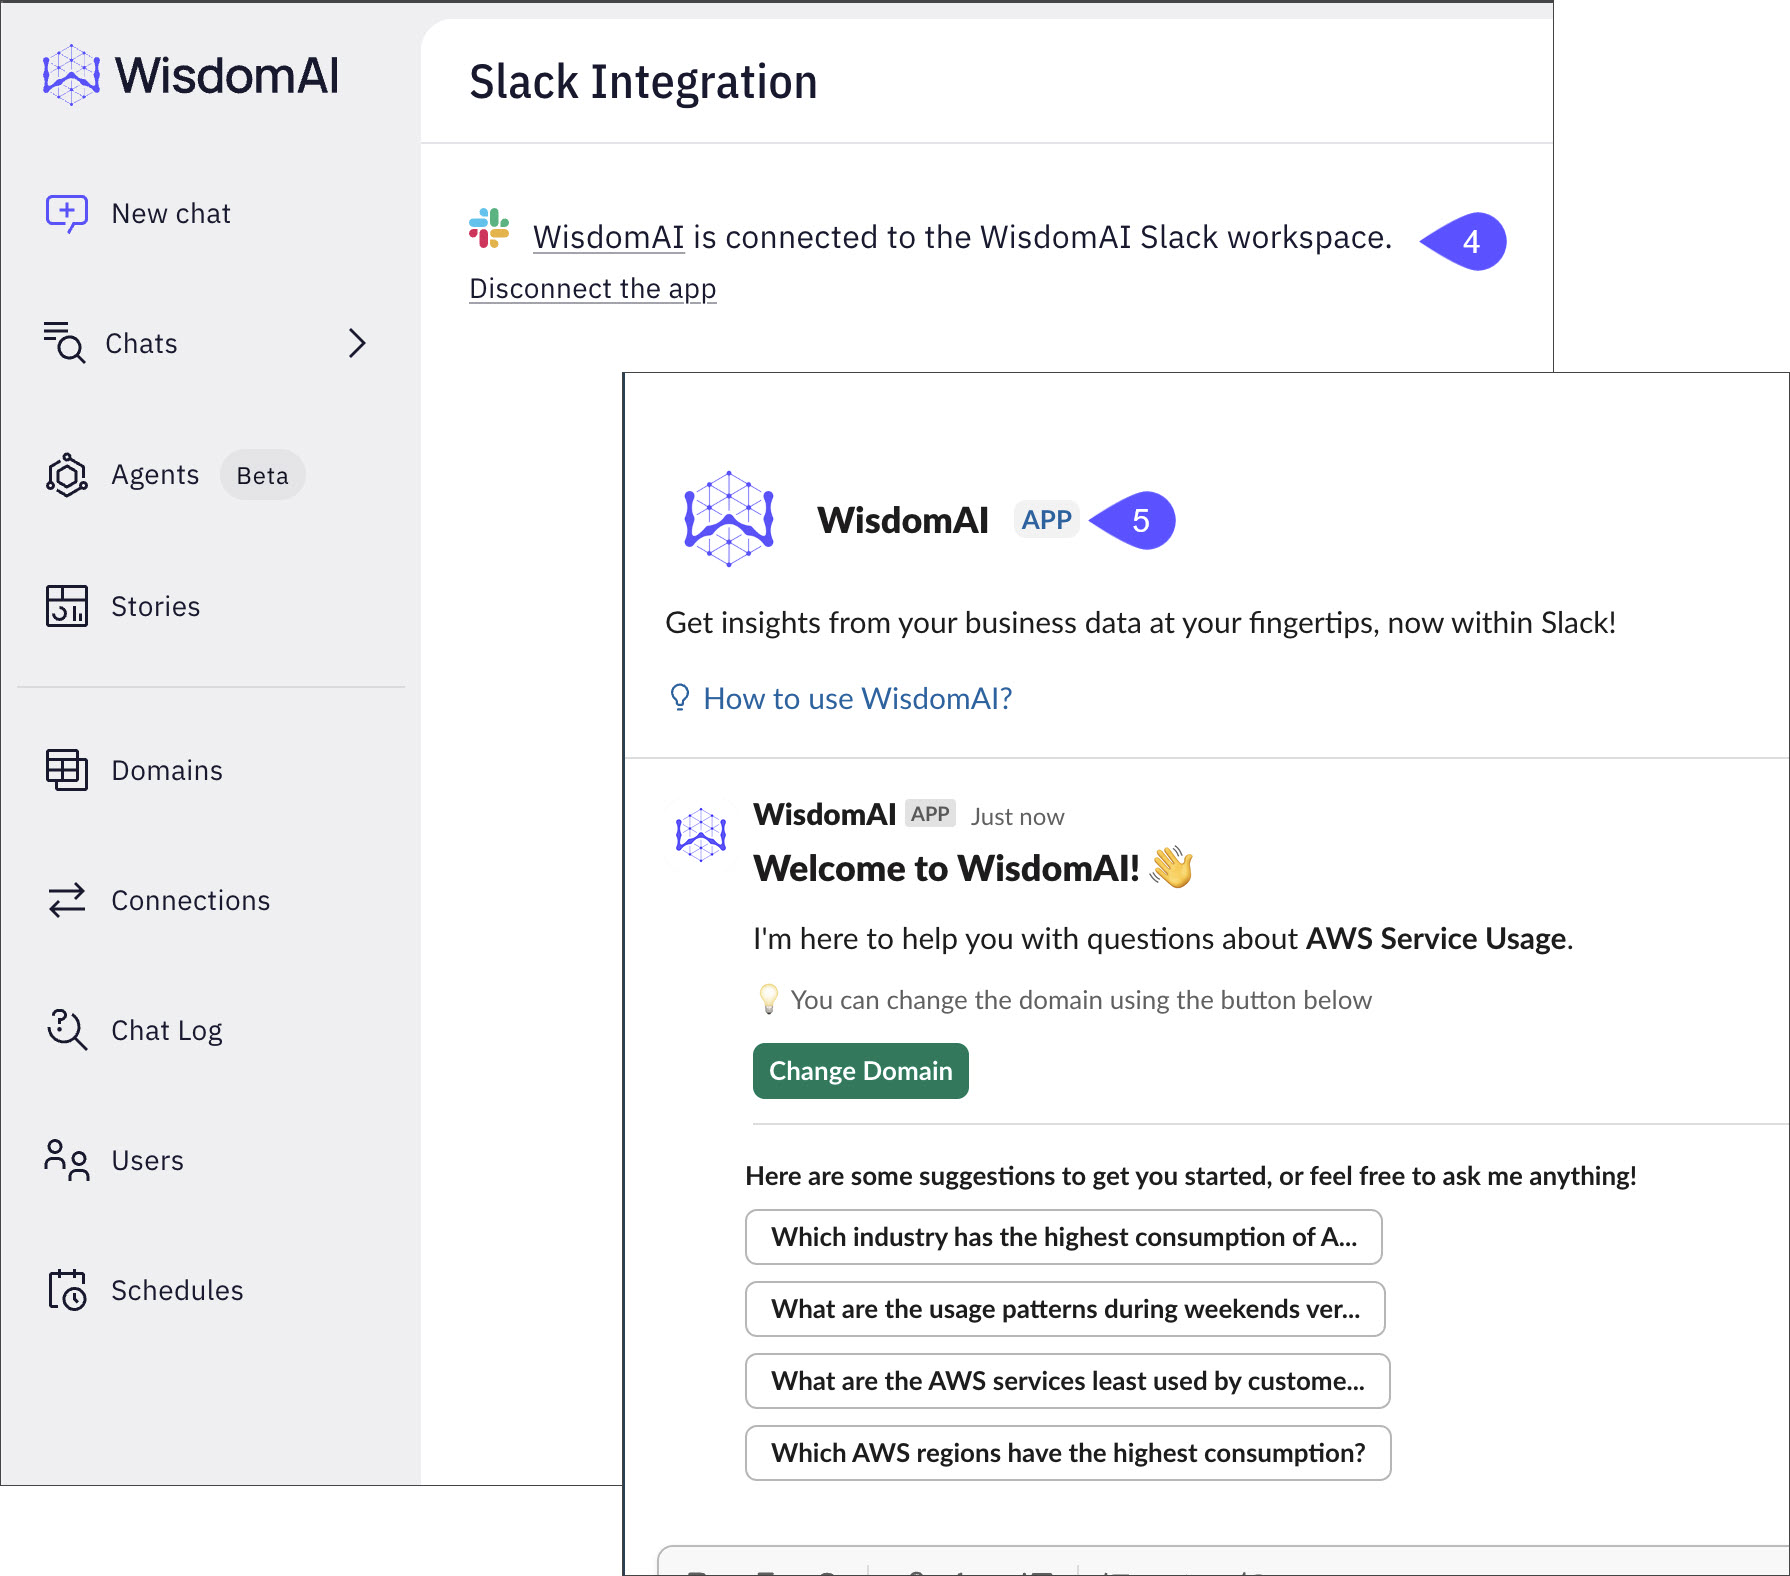 WisdomAI
New chat
Chats
Agents Beta
Stories
Domains
Connections
Chat Log
Users
Schedules
Slack Integration
WisdomAI is connected to the WisdomAI Slack workspace. 4
Disconnect the app
WisdomAI APP 5
Get insights from your business data at your fingertips, now within Slack!
How to use WisdomAI?
WisdomAI APP Just now
Welcome to WisdomAI! 👋
I'm here to help you with questions about AWS Service Usage.
💡 You can change the domain using the button below
Change Domain
Here are some suggestions to get you started, or feel free to ask me anything!
Which industry has the highest consumption of A...
What are the usage patterns during weekends ver...
What are the AWS services least used by custome...
Which AWS regions have the highest consumption?